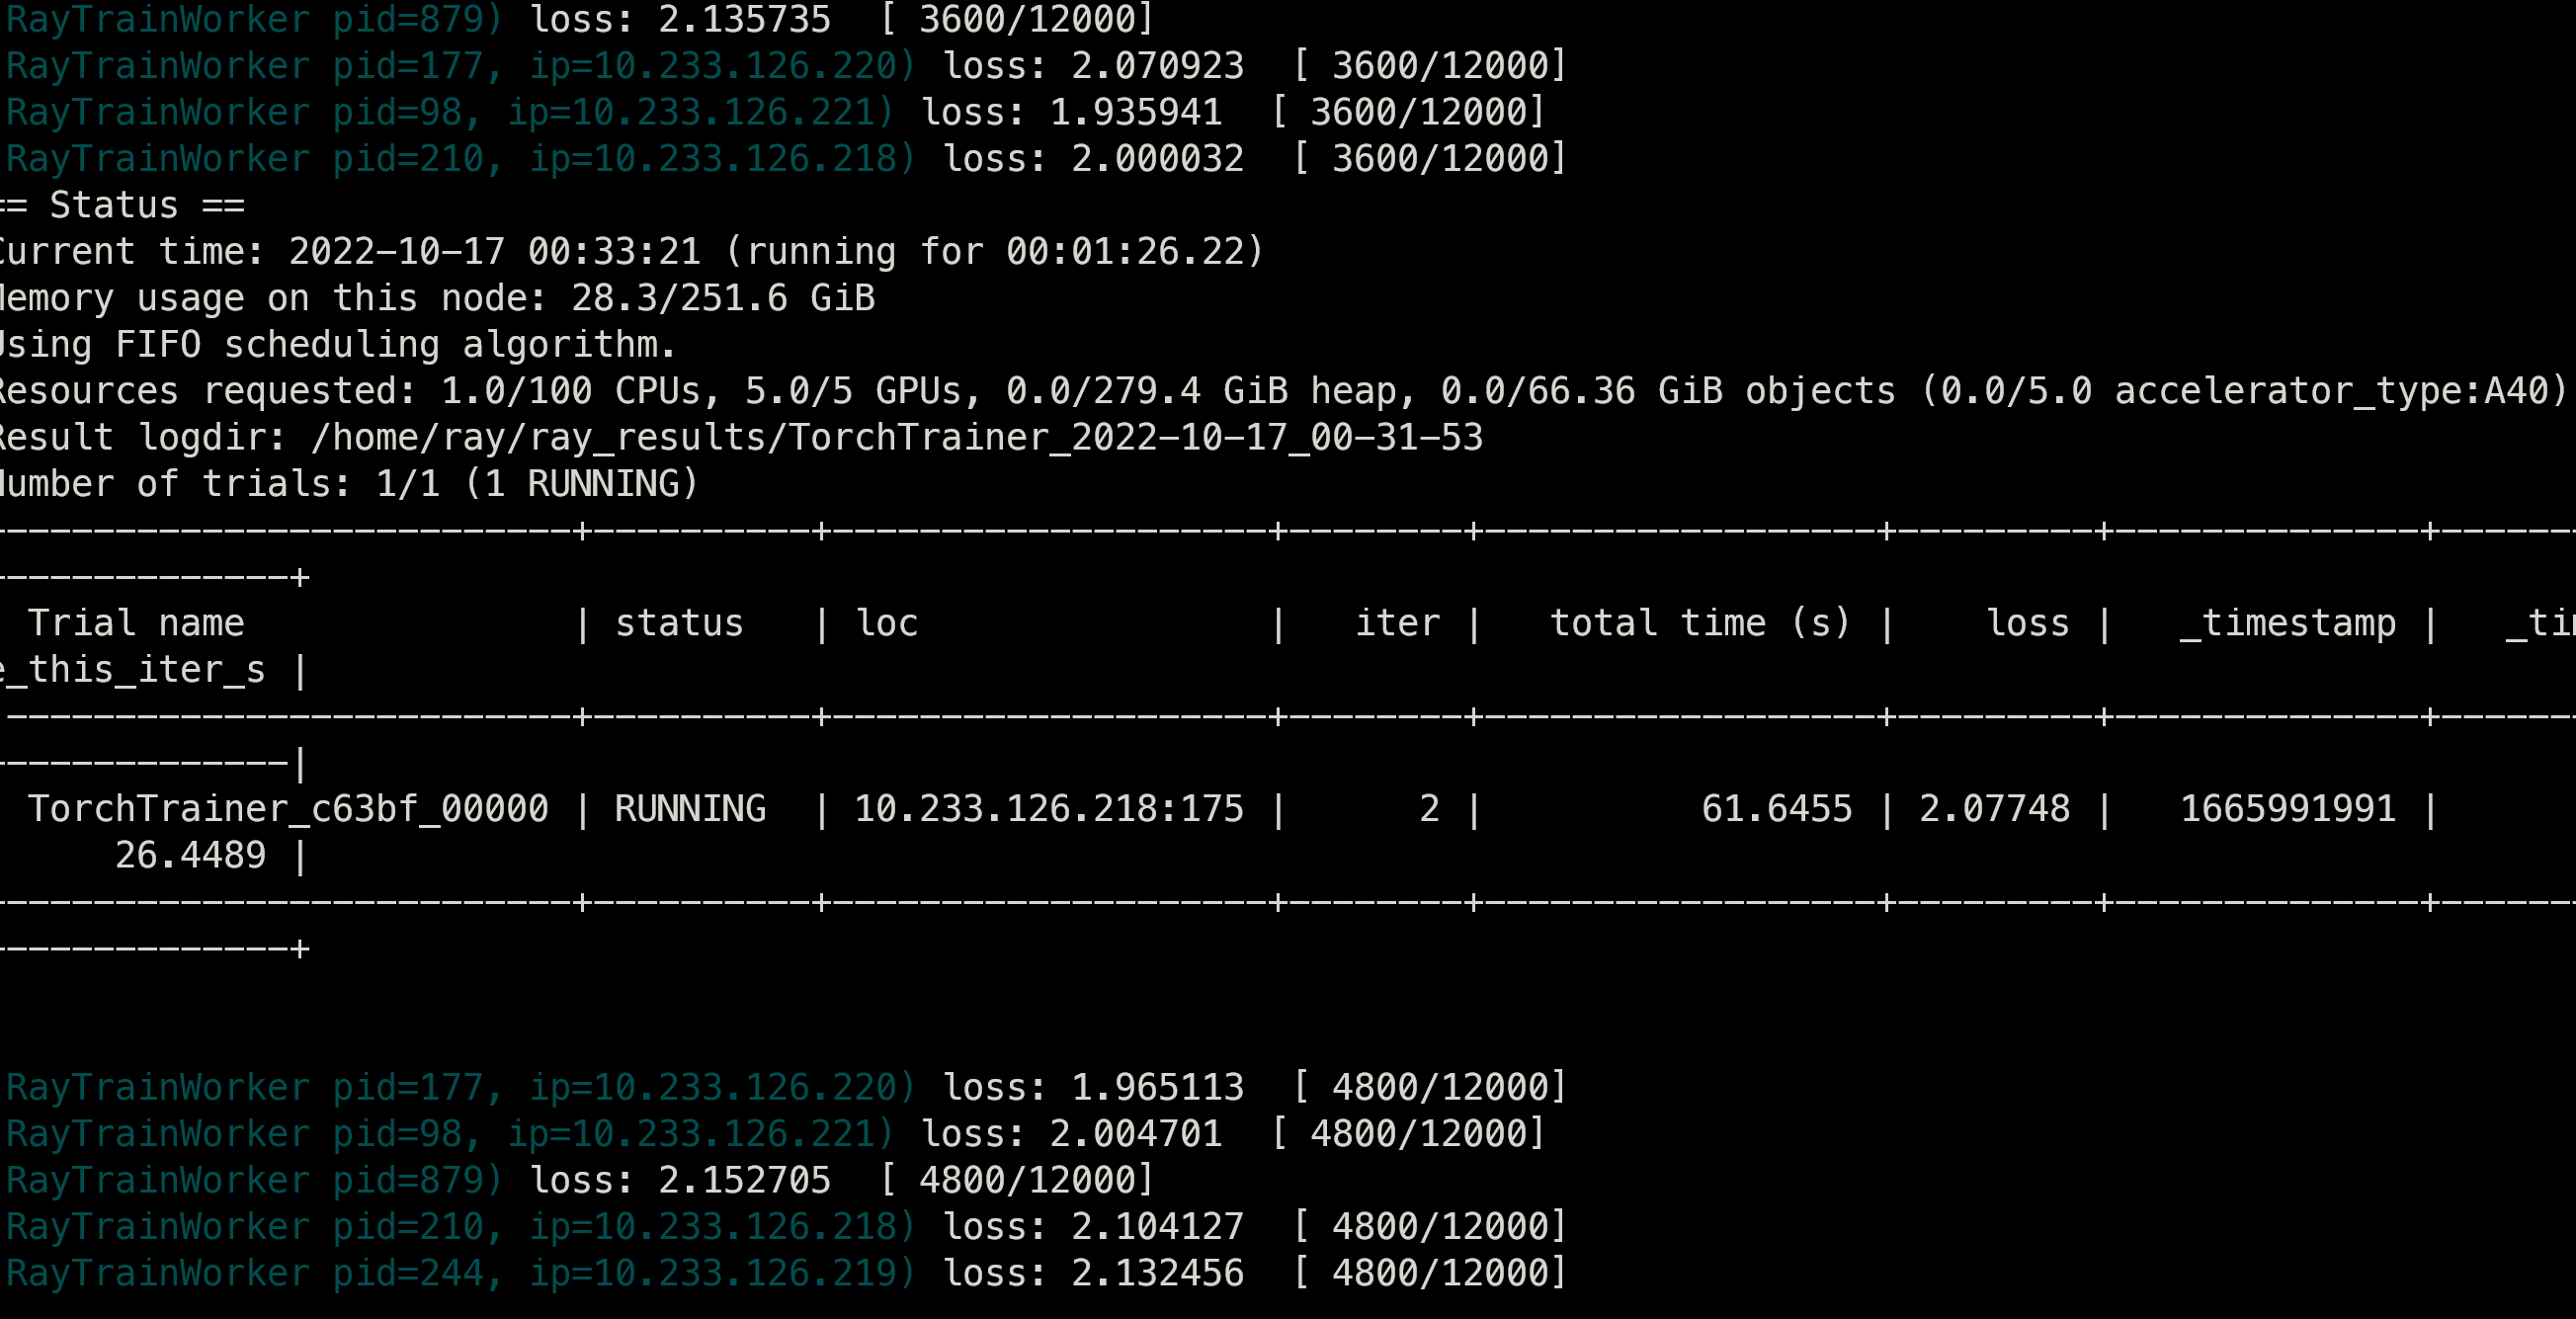 RayTrainWorker pid=879) loss: 2.135735  [ 3600/12000]
RayTrainWorker pid=177, ip=10.233.126.220) loss: 2.070923  [ 3600/12000]
RayTrainWorker pid=98, ip=10.233.126.221) loss: 1.935941  [ 3600/12000]
RayTrainWorker pid=210, ip=10.233.126.218) loss: 2.000032  [ 3600/12000]
== Status ==
Current time: 2022-10-17 00:33:21 (running for 00:01:26.22)
Memory usage on this node: 28.3/251.6 GiB
Using FIFO scheduling algorithm.
Resources requested: 1.0/100 CPUs, 5.0/5 GPUs, 0.0/279.4 GiB heap, 0.0/66.36 GiB objects (0.0/5.0 accelerator_type:A40)
Result logdir: /home/ray/ray_results/TorchTrainer_2022-10-17_00-31-53
Number of trials: 1/1 (1 RUNNING)
---------------------------+----------+--------------------+--------+------------------+---------+--------------+------
-------------+
Trial name | status | loc | iter | total time (s) | loss | _timestamp | _tim
e_this_iter_s |
--------------------------+----------+--------------------+--------+------------------+---------+--------------+------
-------------|
TorchTrainer_c63bf_00000 | RUNNING | 10.233.126.218:175 | 2 | 61.6455 | 2.07748 | 1665991991 |
26.4489 |
---------------------------+----------+--------------------+--------+------------------+---------+--------------+------
-------------+
RayTrainWorker pid=177, ip=10.233.126.220) loss: 1.965113  [ 4800/12000]
RayTrainWorker pid=98, ip=10.233.126.221) loss: 2.004701  [ 4800/12000]
RayTrainWorker pid=879) loss: 2.152705  [ 4800/12000]
RayTrainWorker pid=210, ip=10.233.126.218) loss: 2.104127  [ 4800/12000]
RayTrainWorker pid=244, ip=10.233.126.219) loss: 2.132456  [ 4800/12000]